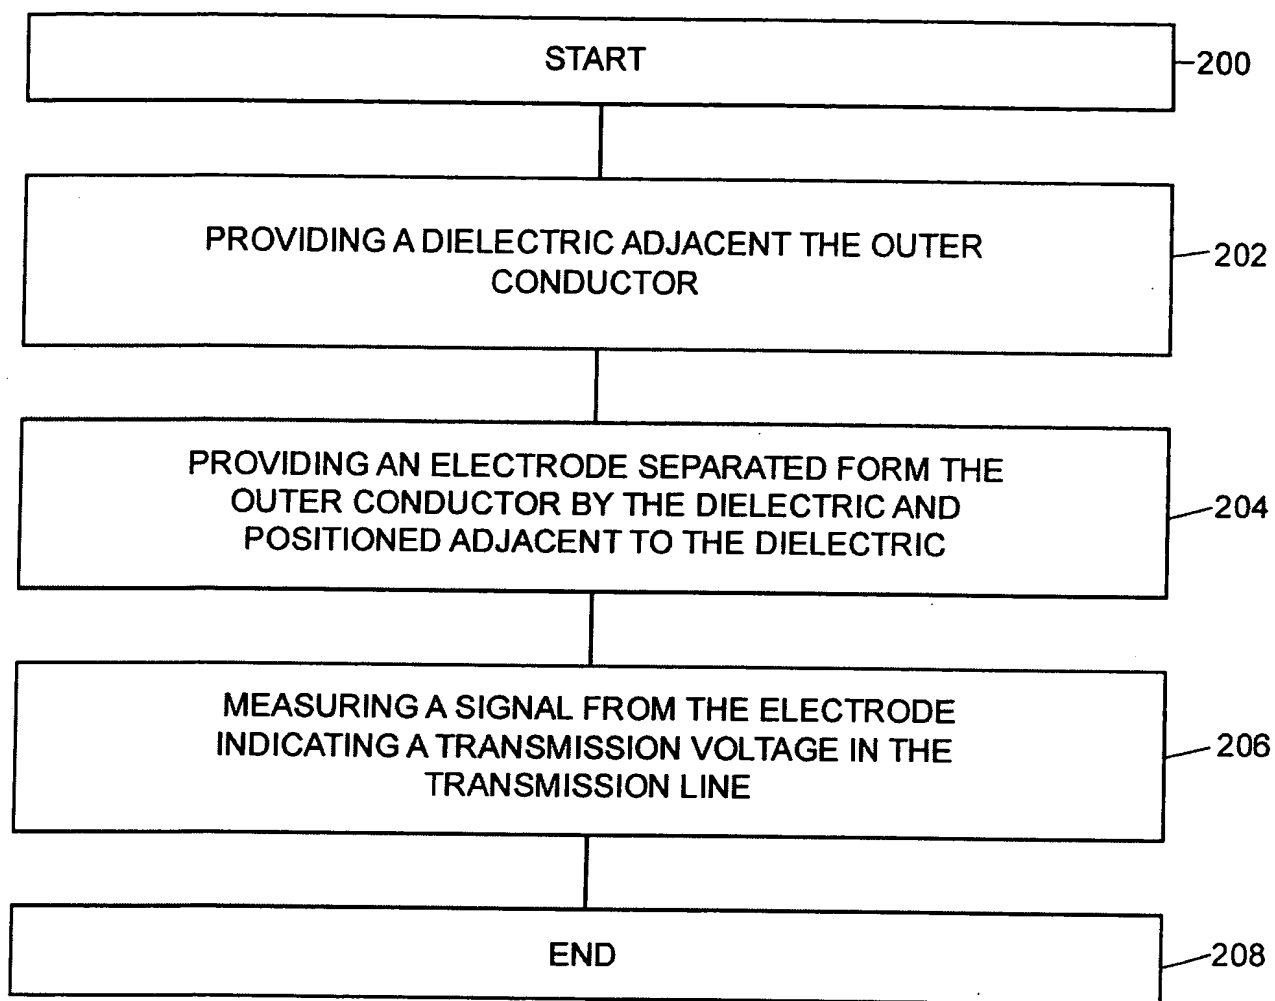 START
200
PROVIDING A DIELECTRIC ADJACENT THE OUTER
CONDUCTOR
202
PROVIDING AN ELECTRODE SEPARATED FORM THE
OUTER CONDUCTOR BY THE DIELECTRIC AND
POSITIONED ADJACENT TO THE DIELECTRIC
204
MEASURING A SIGNAL FROM THE ELECTRODE
INDICATING A TRANSMISSION VOLTAGE IN THE
TRANSMISSION LINE
206
END
208